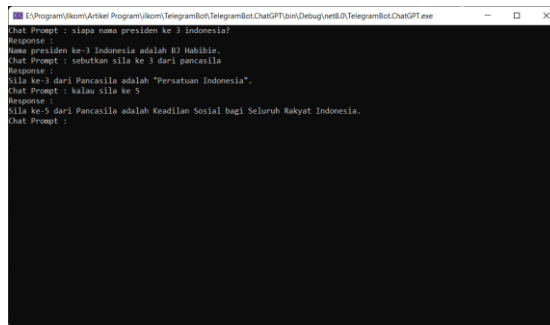 E:\Program\Ilkom\Artikel Program\ilkom\TelegramBot\TelegramBot.ChatGPT\bin\Debug\net8.0\TelegramBot.ChatGPT.exe
Chat Prompt : siapa nama presiden ke 3 indonesia?
Response :
Nama presiden ke-3 Indonesia adalah BJ Habibie.
Chat Prompt : sebutkan sila ke 3 dari pancasila
Response :
Sila ke-3 dari Pancasila adalah "Persatuan Indonesia".
Chat Prompt : kalau sila ke 5
Response :
Sila ke-5 dari Pancasila adalah Keadilan Sosial bagi Seluruh Rakyat Indonesia.
Chat Prompt :